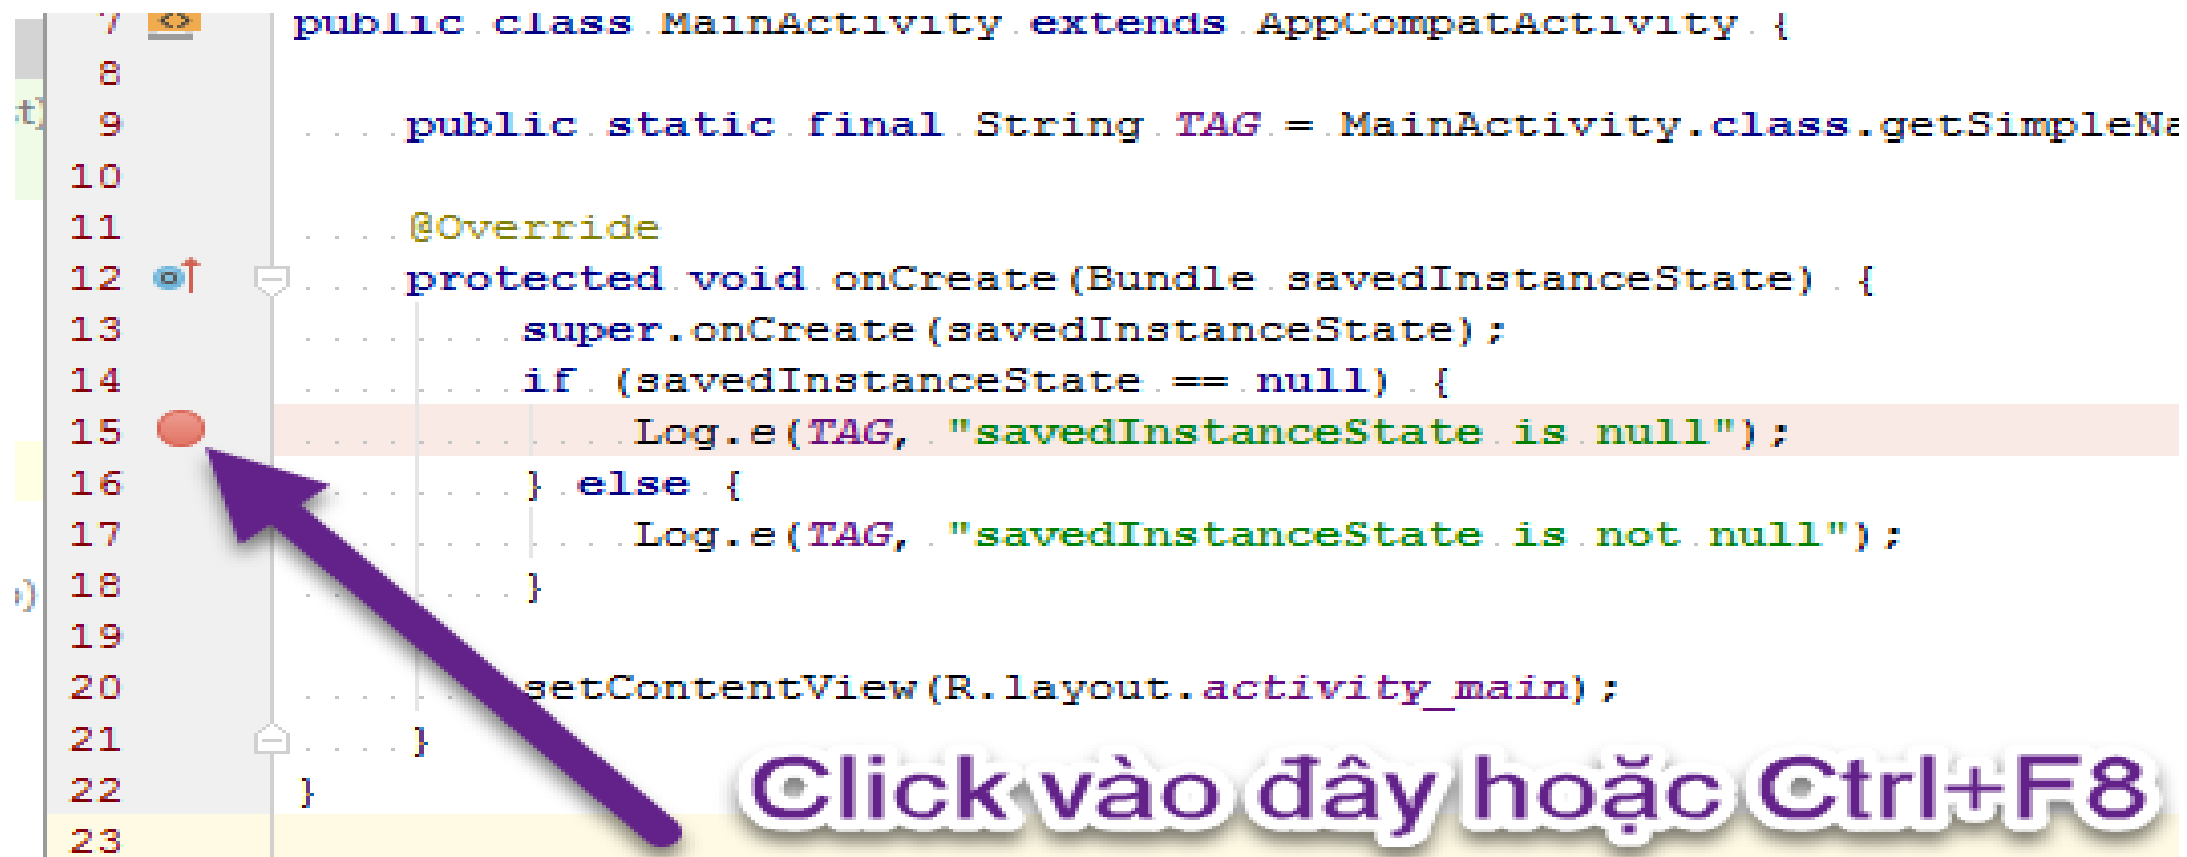 7 <> public class MainActivity extends AppCompatActivity {
8
9 public static final String TAG = MainActivity.class.getSimpleNa
10
11 @Override
12 protected void onCreate(Bundle savedInstanceState) {
13 super.onCreate(savedInstanceState);
14 if (savedInstanceState == null) {
15 Log.e(TAG, "savedInstanceState is null");
16 } else {
17 Log.e(TAG, "savedInstanceState is not null");
18 }
19
20 setContentView(R.layout.activity_main);
21 }
22 }
23
Click vào đây hoặc Ctrl+F8